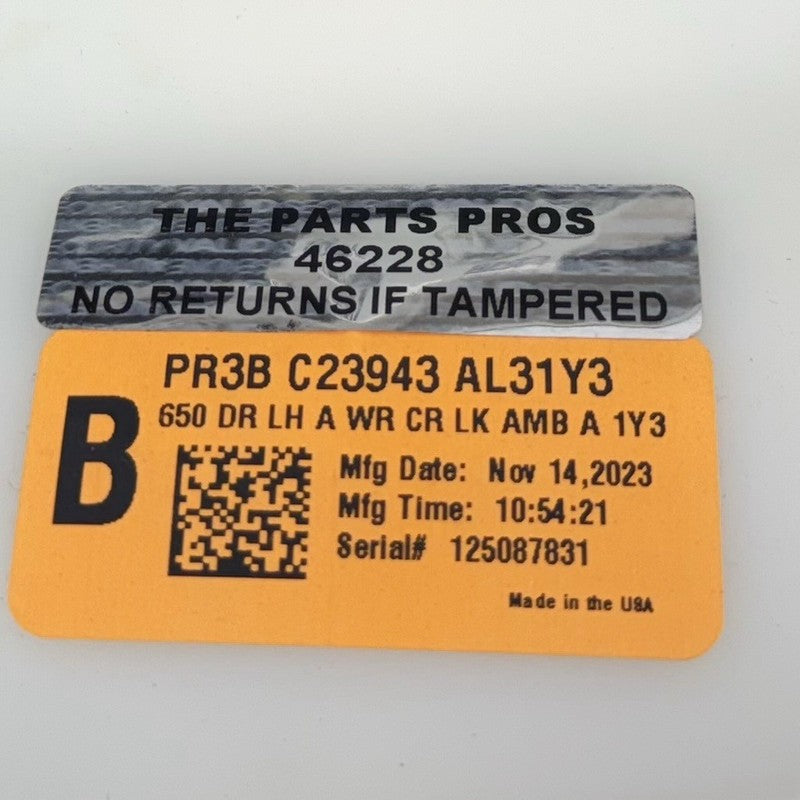 THE PARTS PROS
46228
NO RETURNS IF TAMPERED
PR3B C23943 AL31Y3
B
650 DR LH A WR CR LK AMB A 1Y3
Mfg Date: Nov 14,2023
Mfg Time: 10:54:21
Serial# 125087831
Made in the USA